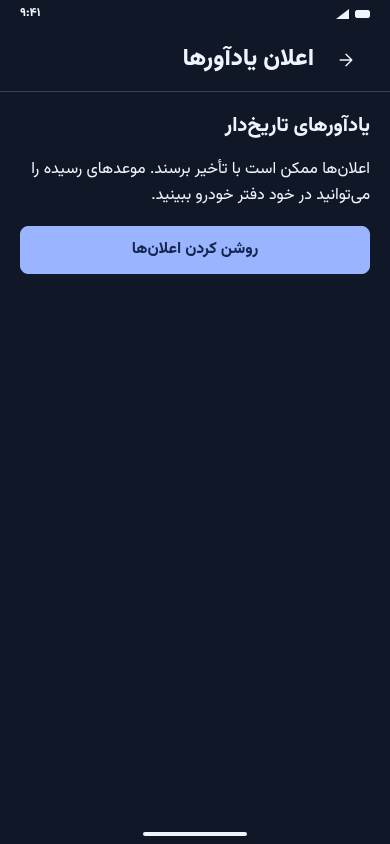 ۹:۴۱
اعلان یادآورها
یادآورهای تاریخ‌دار
اعلان‌ها ممکن است با تأخیر برسند. موعدهای رسیده را
می‌توانید در خود دفتر خودرو ببینید.
روشن کردن اعلان‌ها